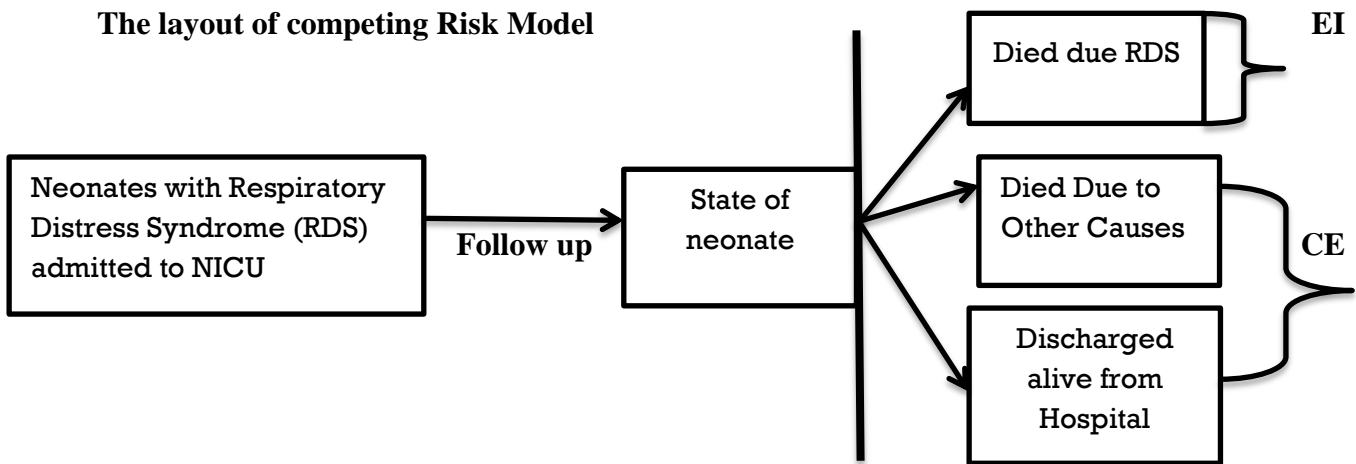 The layout of competing Risk Model
EI
Died due RDS
Neonates with Respiratory
Distress Syndrome (RDS)
admitted to NICU
Follow up
State of
neonate
Died Due to
Other Causes
CE
Discharged
alive from
Hospital